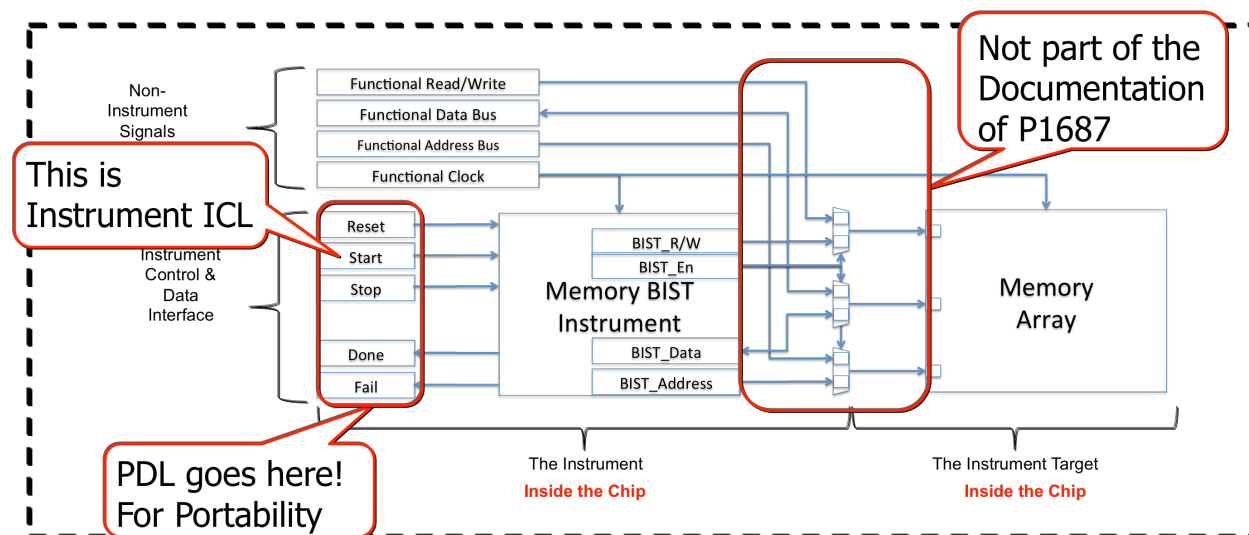 Not part of the
Documentation
of P1687
Non-
Instrument
Signals
Functional Read/Write
Functional Data Bus
Functional Address Bus
Functional Clock
This is
Instrument ICL
Instrument
Control &
Data
Interface
Reset
Start
Stop
Done
Fail
BIST_R/W
BIST_En
Memory BIST
Instrument
BIST_Data
BIST_Address
Memory
Array
PDL goes here!
For Portability
The Instrument
Inside the Chip
The Instrument Target
Inside the Chip